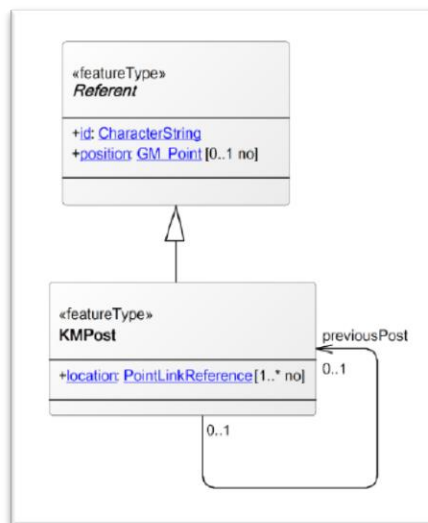 «featureType»
Referent
+id: CharacterString
+position: GM_Point [0..1 no]
«featureType»
KMPost
+location: PointLinkReference [1..* no]
previousPost
0..1
0..1